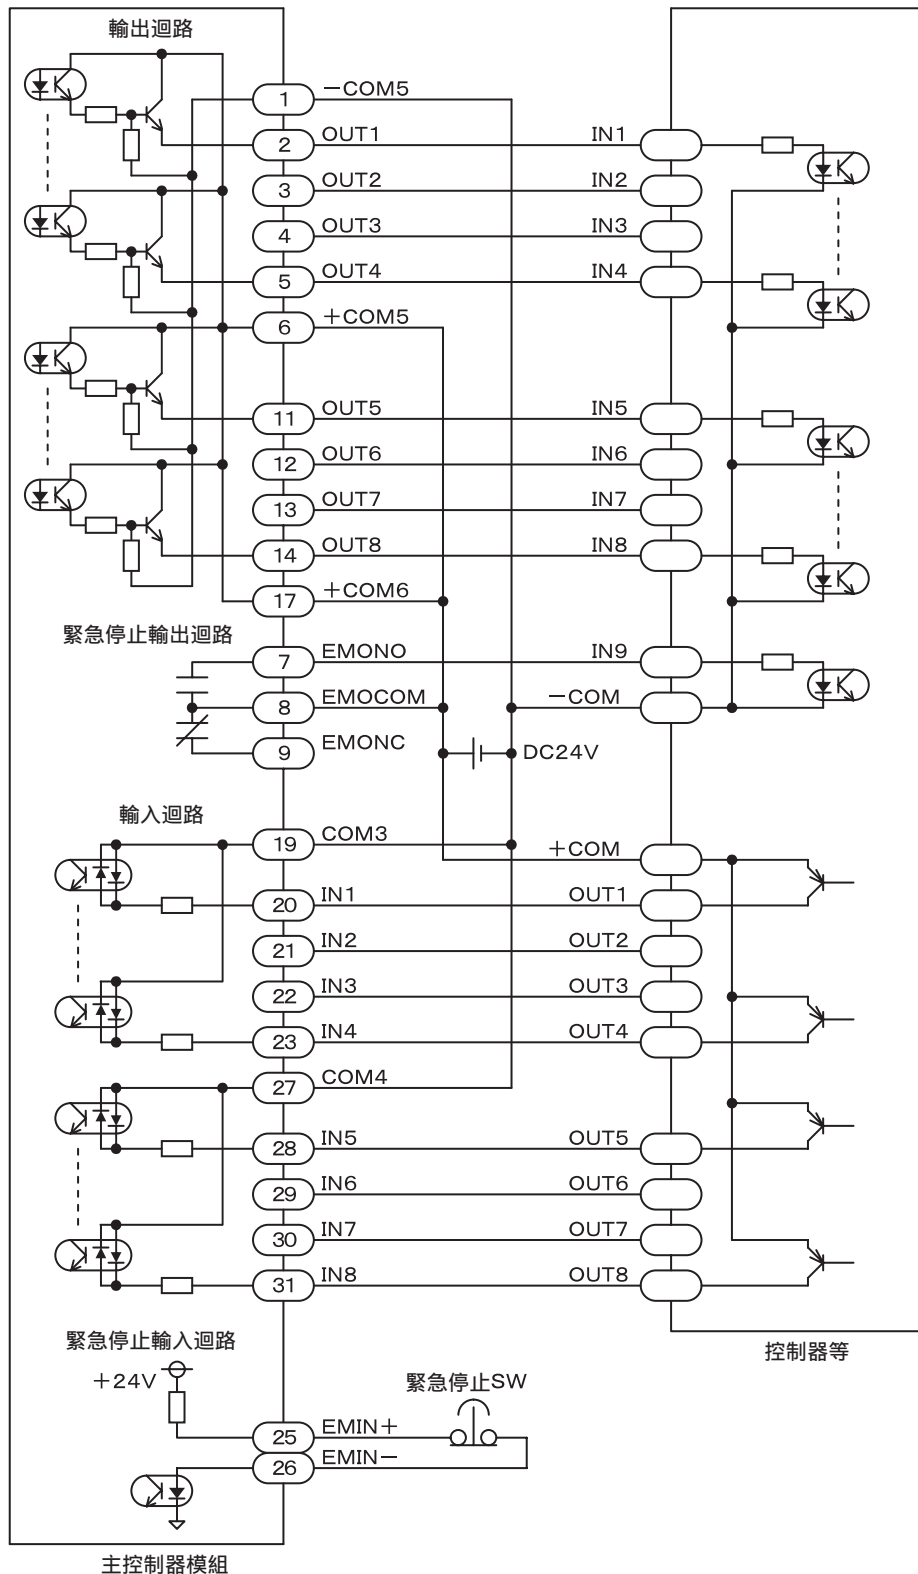 輸出迴路
1 －COM5
2 OUT1 IN1
3 OUT2 IN2
4 OUT3 IN3
5 OUT4 IN4
6 ＋COM5
11 OUT5 IN5
12 OUT6 IN6
13 OUT7 IN7
14 OUT8 IN8
17 ＋COM6
緊急停止輸出迴路
7 EMONO IN9
8 EMOCOM －COM
9 EMONC DC24V
輸入迴路
19 COM3
＋COM
20 IN1 OUT1
21 IN2 OUT2
22 IN3 OUT3
23 IN4 OUT4
27 COM4
28 IN5 OUT5
29 IN6 OUT6
30 IN7 OUT7
31 IN8 OUT8
控制器等
緊急停止輸入迴路
＋24V
緊急停止SW
25 EMIN＋
26 EMIN－
主控制器模組